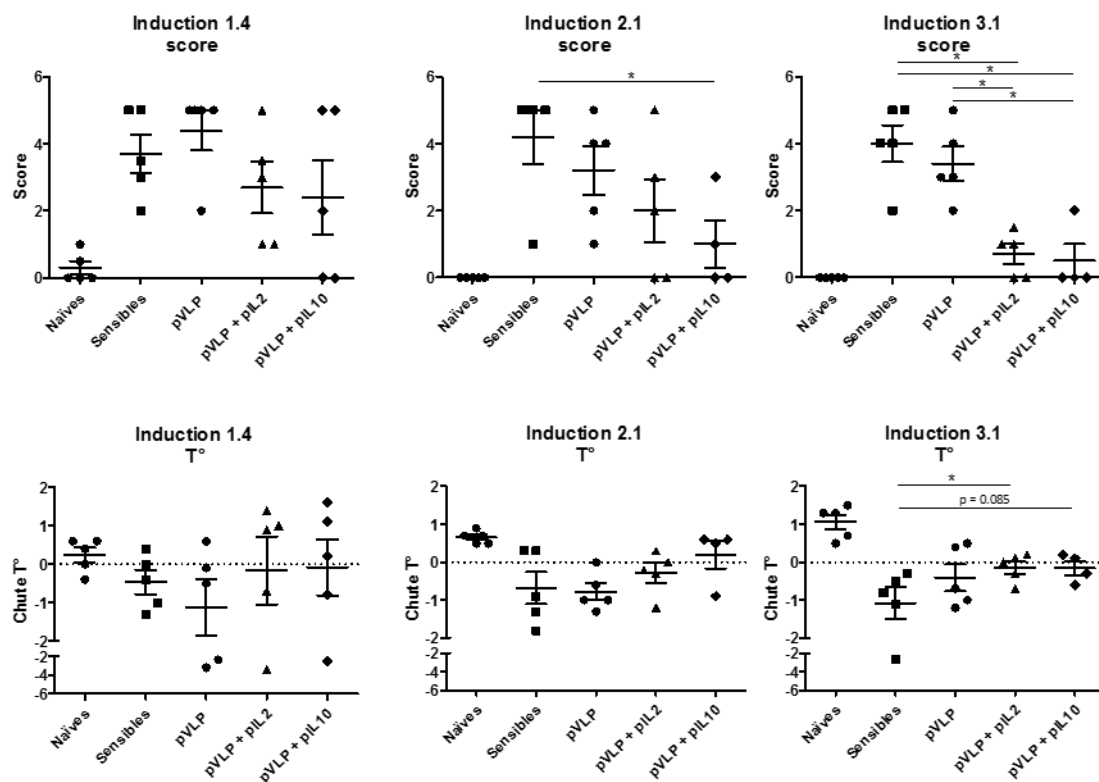 Induction 1.4
score
Score
6
4
2
0
Naïves
Sensibles
pVLP
pVLP + pIL2
pVLP + pIL10
Induction 2.1
score
*
Score
6
4
2
0
Naïves
Sensibles
pVLP
pVLP + pIL2
pVLP + pIL10
Induction 3.1
score
*
*
*
*
Score
6
4
2
0
Naïves
Sensibles
pVLP
pVLP + pIL2
pVLP + pIL10
Induction 1.4
T°
Chute T°
2
1
0
-1
-2
-2
-4
-6
Naïves
Sensibles
pVLP
pVLP + pIL2
pVLP + pIL10
Induction 2.1
T°
Chute T°
2
1
0
-1
-2
-2
-4
-6
Naïves
Sensibles
pVLP
pVLP + pIL2
pVLP + pIL10
Induction 3.1
T°
*
p = 0.085
Chute T°
2
1
0
-1
-2
-2
-4
-6
Naïves
Sensibles
pVLP
pVLP + pIL2
pVLP + pIL10